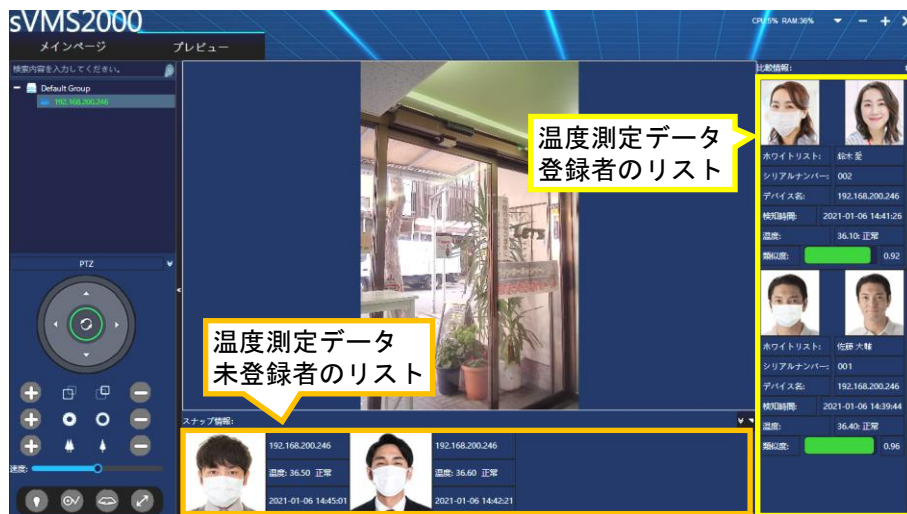 sVMS2000
CPU:5% RAM:36%
メインページ
プレビュー
検索内容を入力してください。
Default Group
192.168.200.246
PTZ
速度:
温度測定データ
登録者のリスト
温度測定データ
未登録者のリスト
スナップ情報:
192.168.200.246
温度: 36.50 正常
2021-01-06 14:45:01
192.168.200.246
温度: 36.60 正常
2021-01-06 14:42:21
比較情報:
ホワイトリスト: 鈴木 愛
シリアルナンバー: 002
デバイス名: 192.168.200.246
検知時間: 2021-01-06 14:41:26
温度: 36.10: 正常
類似度: 0.92
ホワイトリスト: 佐藤 大輔
シリアルナンバー: 001
デバイス名: 192.168.200.246
検知時間: 2021-01-06 14:39:44
温度: 36.40: 正常
類似度: 0.96